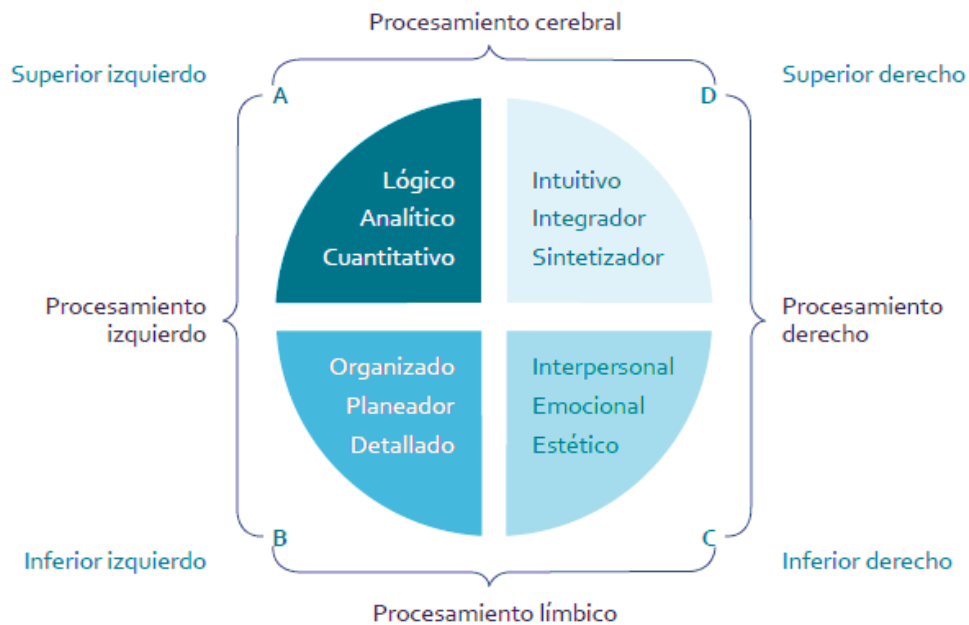 Procesamiento cerebral
Superior izquierdo
Superior derecho
A
D
Lógico
Analítico
Cuantitativo
Intuitivo
Integrador
Sintetizador
Procesamiento
izquierdo
Procesamiento
derecho
Organizado
Planeador
Detallado
Interpersonal
Emocional
Estético
B
C
Inferior izquierdo
Inferior derecho
Procesamiento límbico